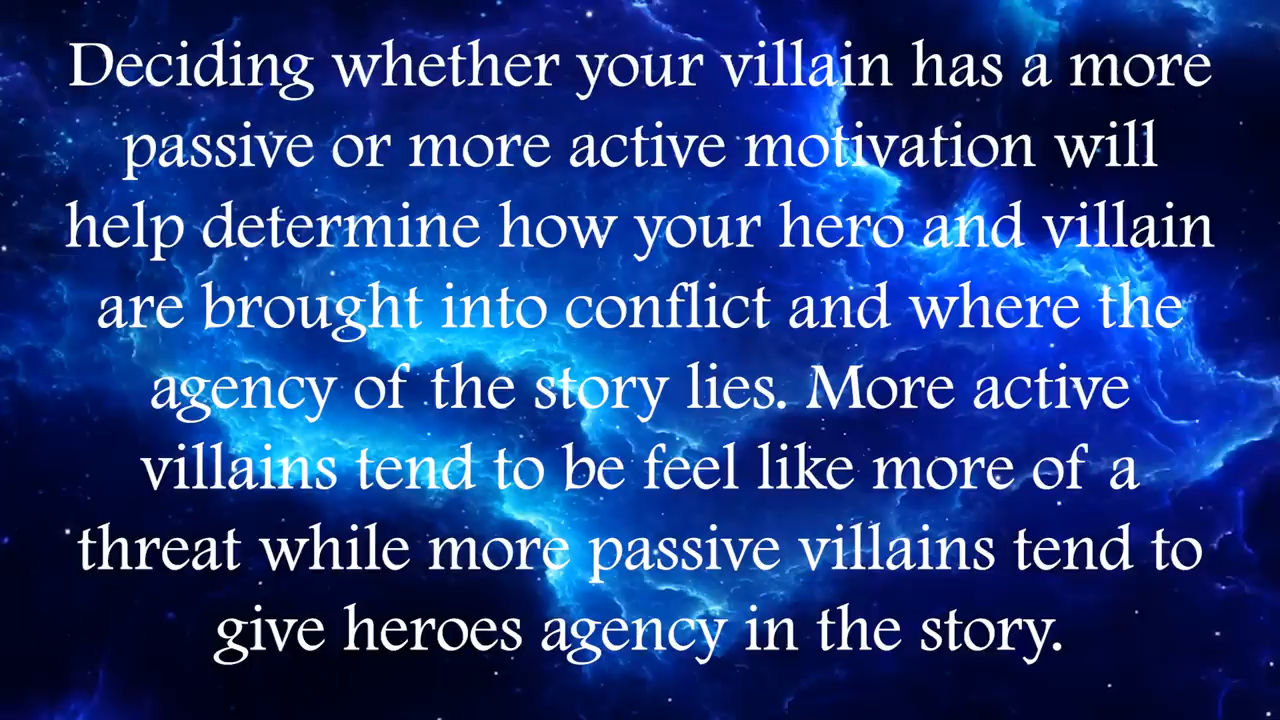 Deciding whether your villain has a more
passive or more active motivation will
help determine how your hero and villain
are brought into conflict and where the
agency of the story lies. More active
villains tend to be feel like more of a
threat while more passive villains tend to
give heroes agency in the story.